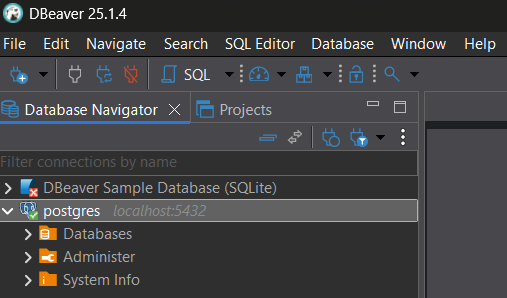 DBeaver 25.1.4
File Edit Navigate Search SQL Editor Database Window Help
SQL
Database Navigator Projects
Filter connections by name
DBeaver Sample Database (SQLite)
postgres localhost:5432
Databases
Administer
System Info